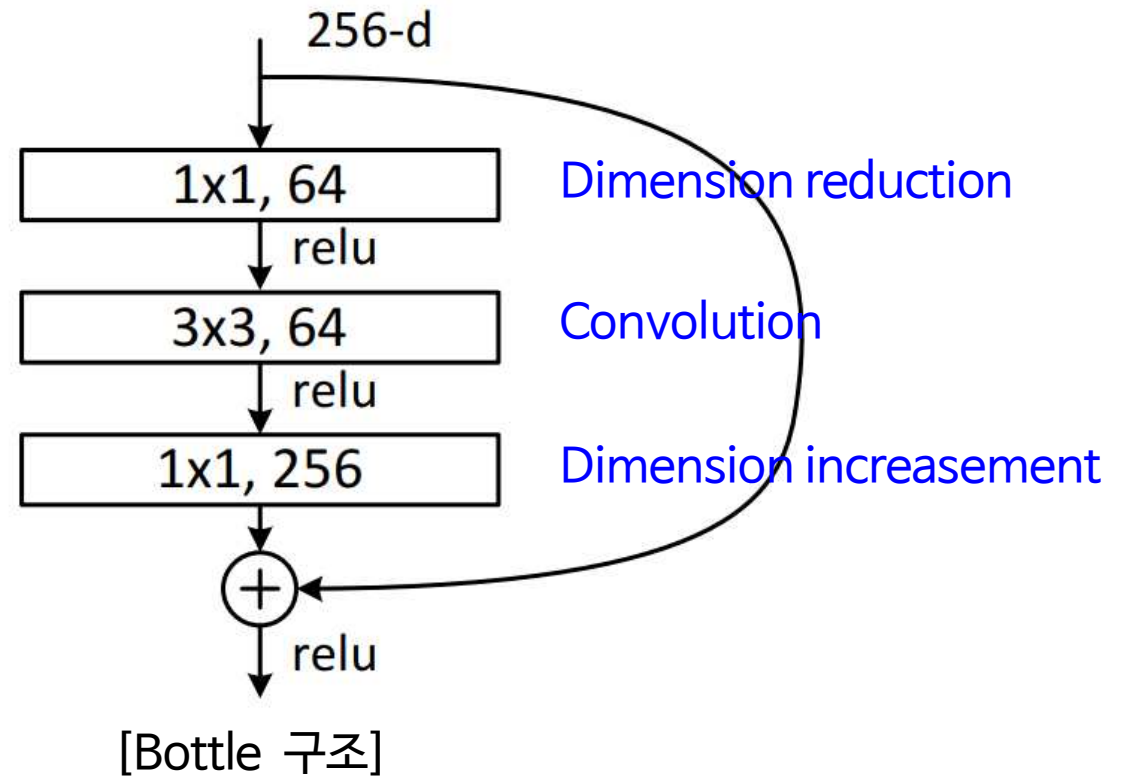 256-d
1x1, 64
Dimension reduction
relu
3x3, 64
Convolution
relu
1x1, 256
Dimension increasement
relu
[Bottle 구조]